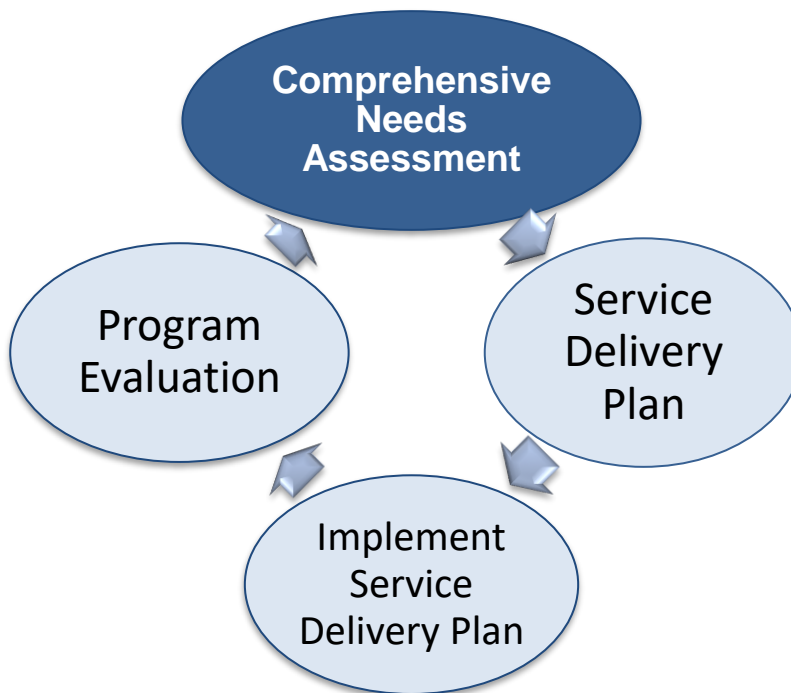 Comprehensive
Needs
Assessment
Service
Delivery
Plan
Implement
Service
Delivery Plan
Program
Evaluation